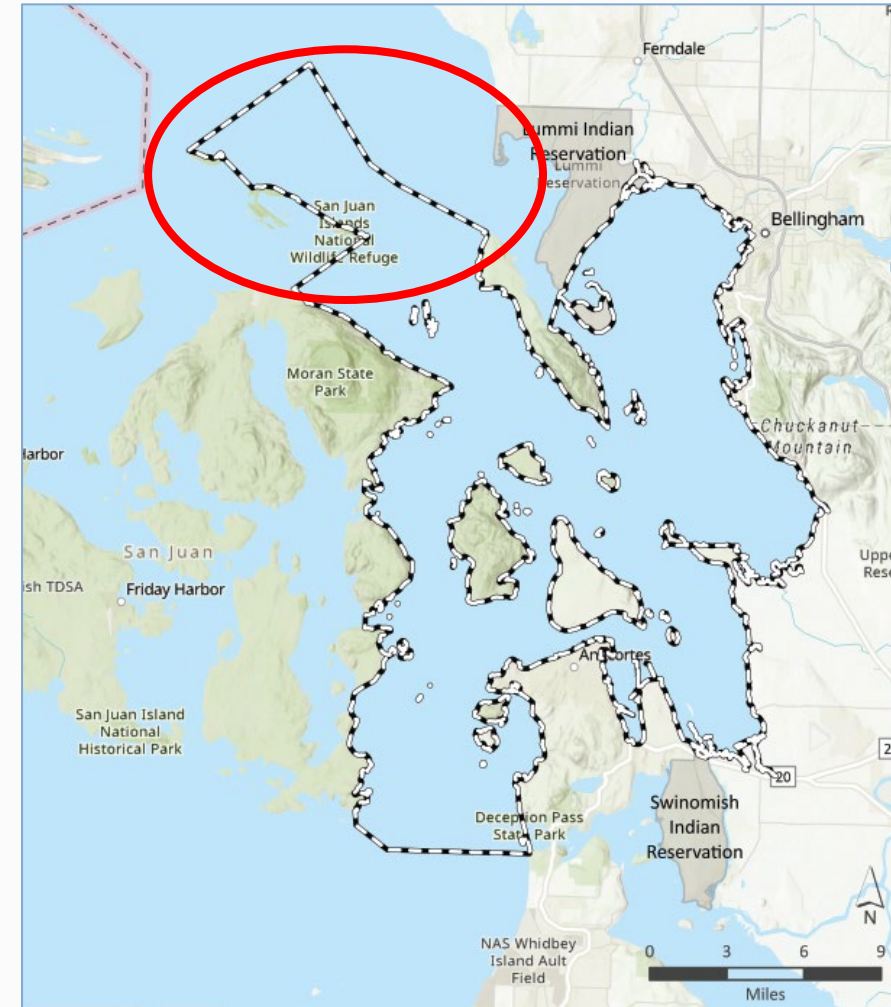 R
Ferndale
Lummi Indian
Reservation
Lummi
Reservation
San Juan
Islands
National
Wildlife Refuge
Bellingham
Moran State
Park
Chuckanut
Mountain
Harbor
San Juan
ish TDSA
Friday Harbor
Uppe
Rese
Anacortes
San Juan Island
National
Historical Park
20
2
Deception Pass
State Park
Swinomish
Indian
Reservation
N
NAS Whidbey
Island Ault
Field
0 3 6 9
Miles